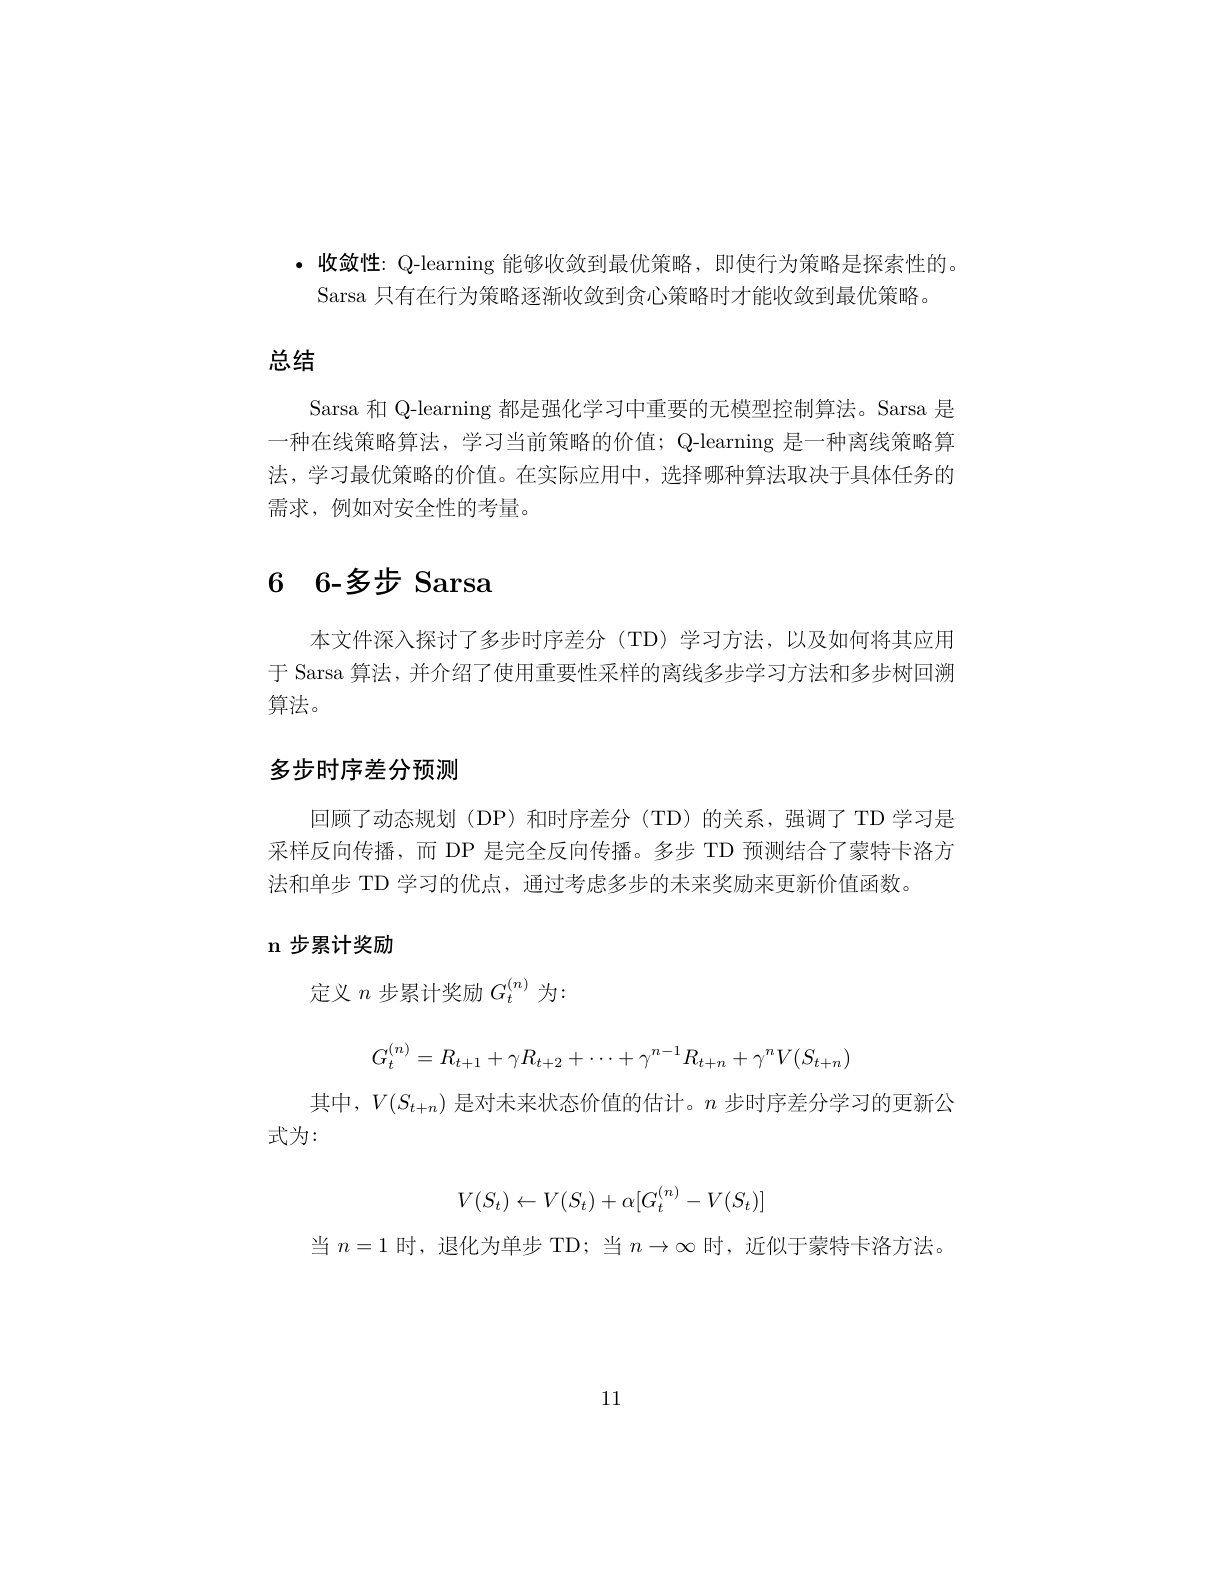 • 收敛性: Q-learning 能够收敛到最优策略，即使行为策略是探索性的。
Sarsa 只有在行为策略逐渐收敛到贪心策略时才能收敛到最优策略。
总结
Sarsa 和 Q-learning 都是强化学习中重要的无模型控制算法。Sarsa 是
一种在线策略算法，学习当前策略的价值；Q-learning 是一种离线策略算
法，学习最优策略的价值。在实际应用中，选择哪种算法取决于具体任务的
需求，例如对安全性的考量。
6 6-多步 Sarsa
本文件深入探讨了多步时序差分（TD）学习方法，以及如何将其应用
于 Sarsa 算法，并介绍了使用重要性采样的离线多步学习方法和多步树回溯
算法。
多步时序差分预测
回顾了动态规划（DP）和时序差分（TD）的关系，强调了 TD 学习是
采样反向传播，而 DP 是完全反向传播。多步 TD 预测结合了蒙特卡洛方
法和单步 TD 学习的优点，通过考虑多步的未来奖励来更新价值函数。
n 步累计奖励
定义 $n$ 步累计奖励 $G_t^{(n)}$ 为：
$G_t^{(n)} = R_{t+1} + \gamma R_{t+2} + \cdots + \gamma^{n-1} R_{t+n} + \gamma^n V(S_{t+n})$
其中，$V(S_{t+n})$ 是对未来状态价值的估计。$n$ 步时序差分学习的更新公
式为：
$V(S_t) \leftarrow V(S_t) + \alpha[G_t^{(n)} - V(S_t)]$
当 $n = 1$ 时，退化为单步 TD；当 $n \to \infty$ 时，近似于蒙特卡洛方法。
11